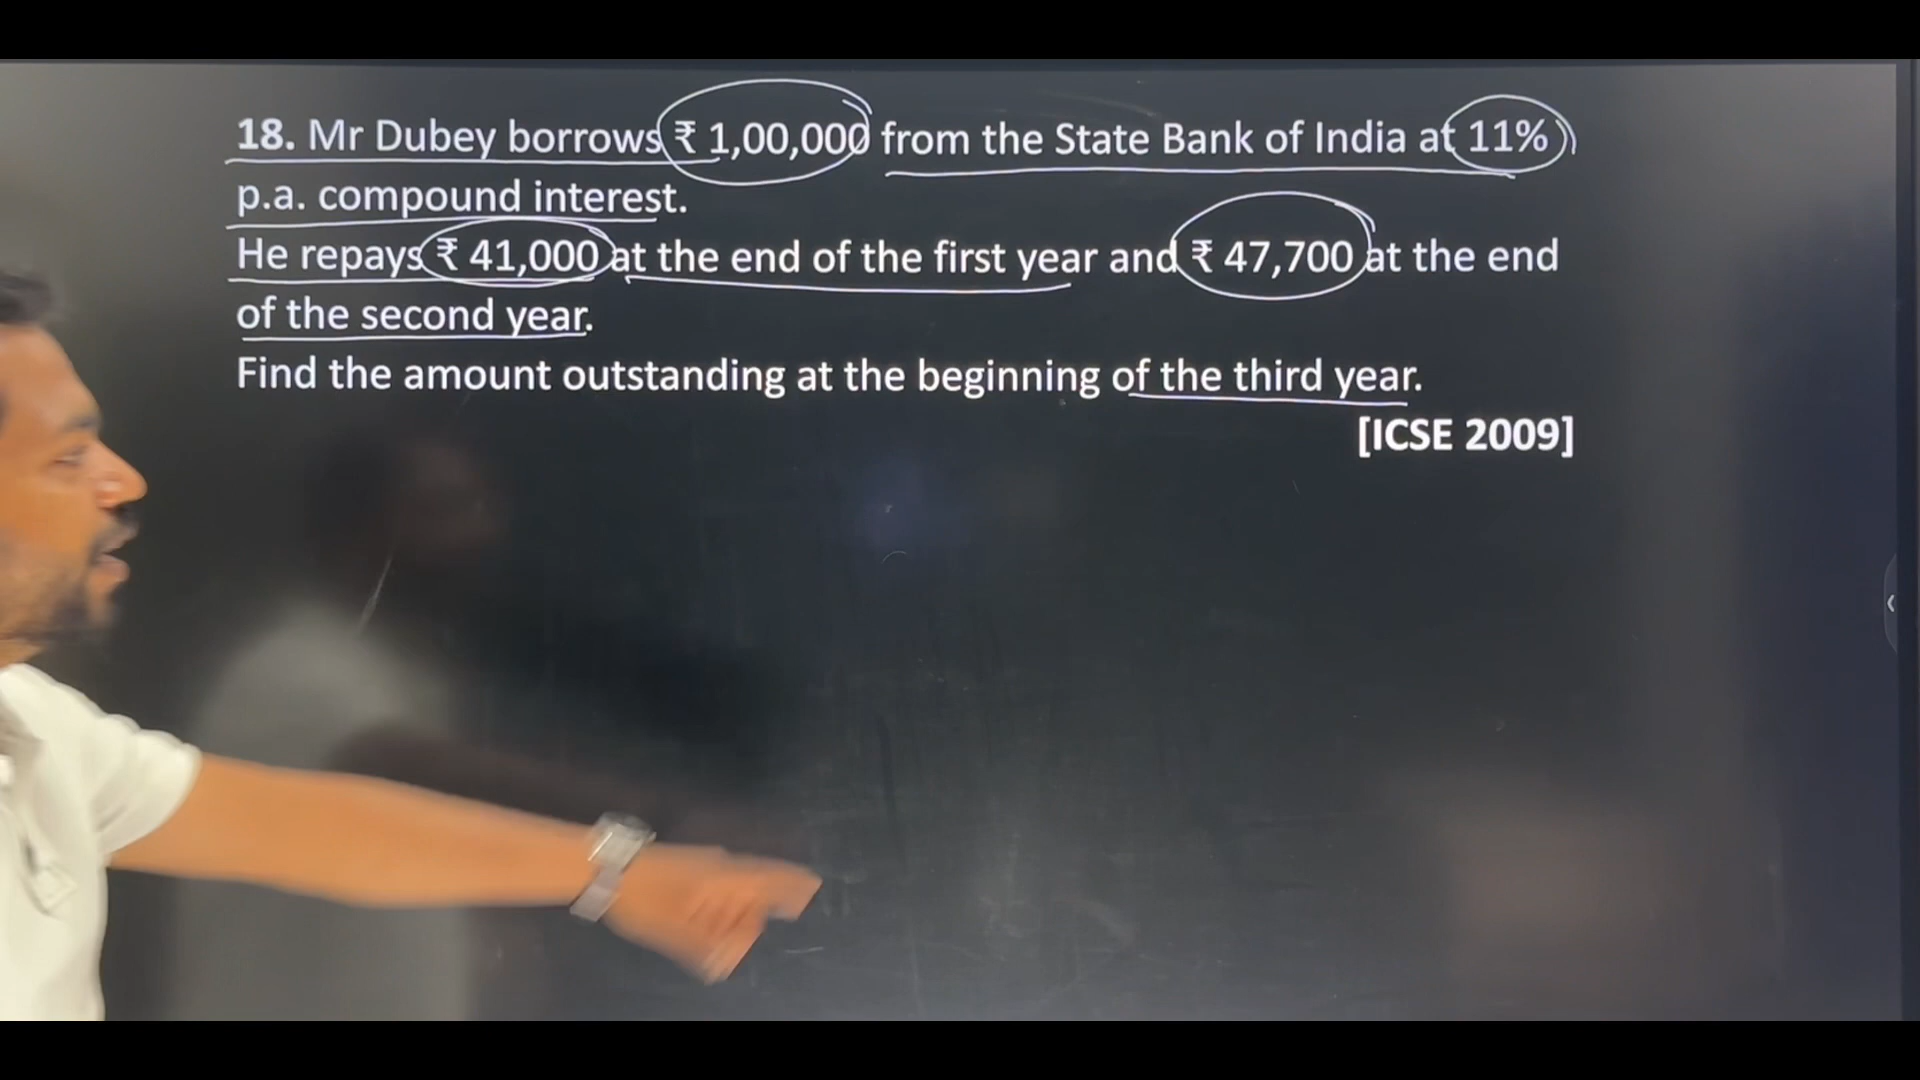 18. Mr Dubey borrows ₹ 1,00,000 from the State Bank of India at 11%
p.a. compound interest.
He repays ₹ 41,000 at the end of the first year and ₹ 47,700 at the end
of the second year.
Find the amount outstanding at the beginning of the third year.
[ICSE 2009]